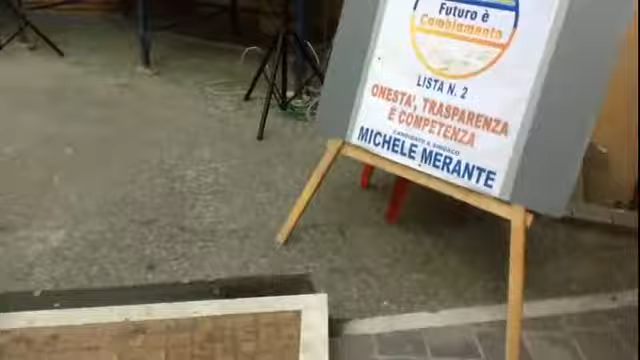 Futuro è
Cambiamento
LISTA N. 2
ONESTA', TRASPARENZA
È COMPETENZA
CANDIDATO A SINDACO
MICHELE MERANTE